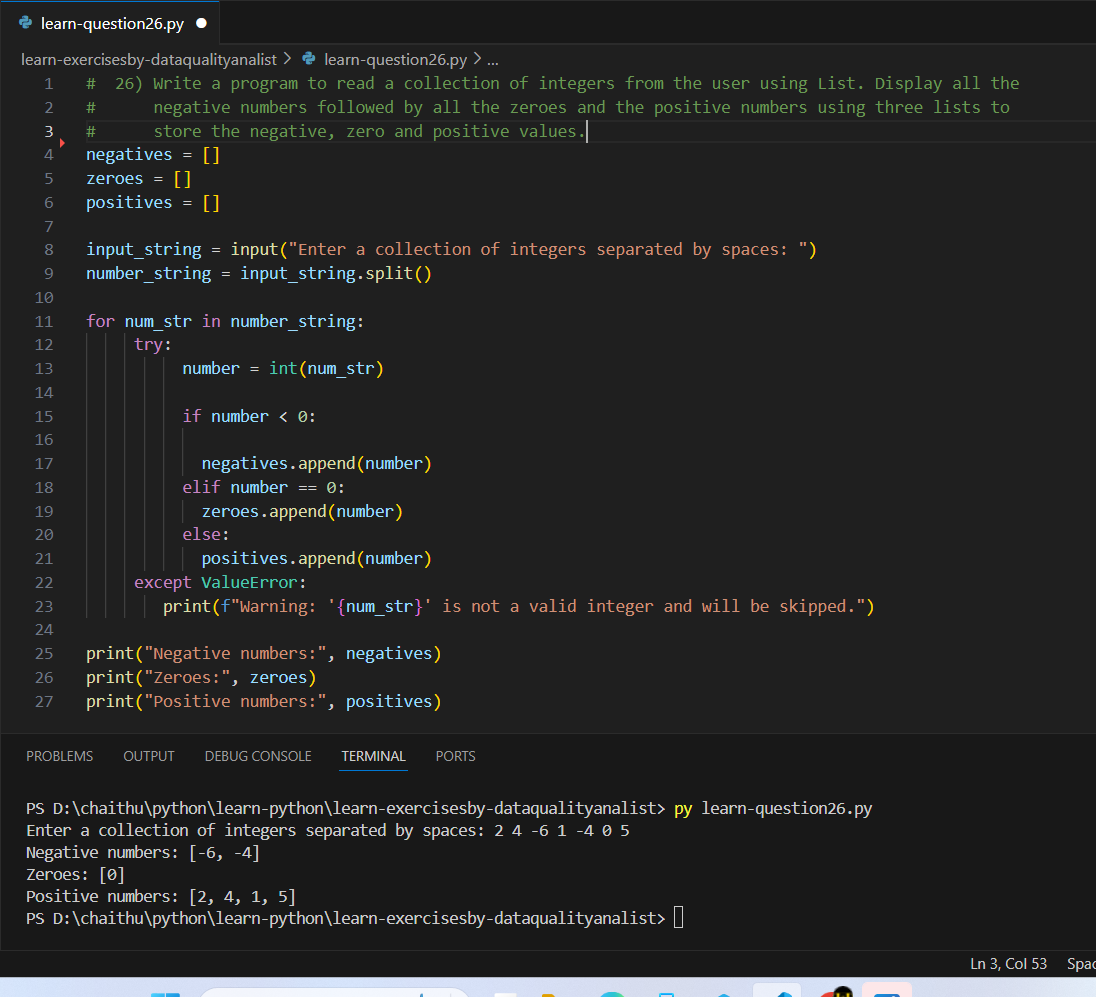 learn-question26.py
learn-exercisesby-dataqualityanalist > learn-question26.py > ...
1 #  26) Write a program to read a collection of integers from the user using List. Display all the
2 #      negative numbers followed by all the zeroes and the positive numbers using three lists to
3 #      store the negative, zero and positive values.
4 negatives = []
5 zeroes = []
6 positives = []
7
8 input_string = input("Enter a collection of integers separated by spaces: ")
9 number_string = input_string.split()
10
11 for num_str in number_string:
12      try:
13           number = int(num_str)
14
15           if number < 0:
16
17             negatives.append(number)
18           elif number == 0:
19             zeroes.append(number)
20           else:
21             positives.append(number)
22      except ValueError:
23         print(f"Warning: '{num_str}' is not a valid integer and will be skipped.")
24
25 print("Negative numbers:", negatives)
26 print("Zeroes:", zeroes)
27 print("Positive numbers:", positives)
PROBLEMS OUTPUT DEBUG CONSOLE TERMINAL PORTS
PS D:\chaithu\python\learn-python\learn-exercisesby-dataqualityanalist> py learn-question26.py
Enter a collection of integers separated by spaces: 2 4 -6 1 -4 0 5
Negative numbers: [-6, -4]
Zeroes: [0]
Positive numbers: [2, 4, 1, 5]
PS D:\chaithu\python\learn-python\learn-exercisesby-dataqualityanalist>
Ln 3, Col 53